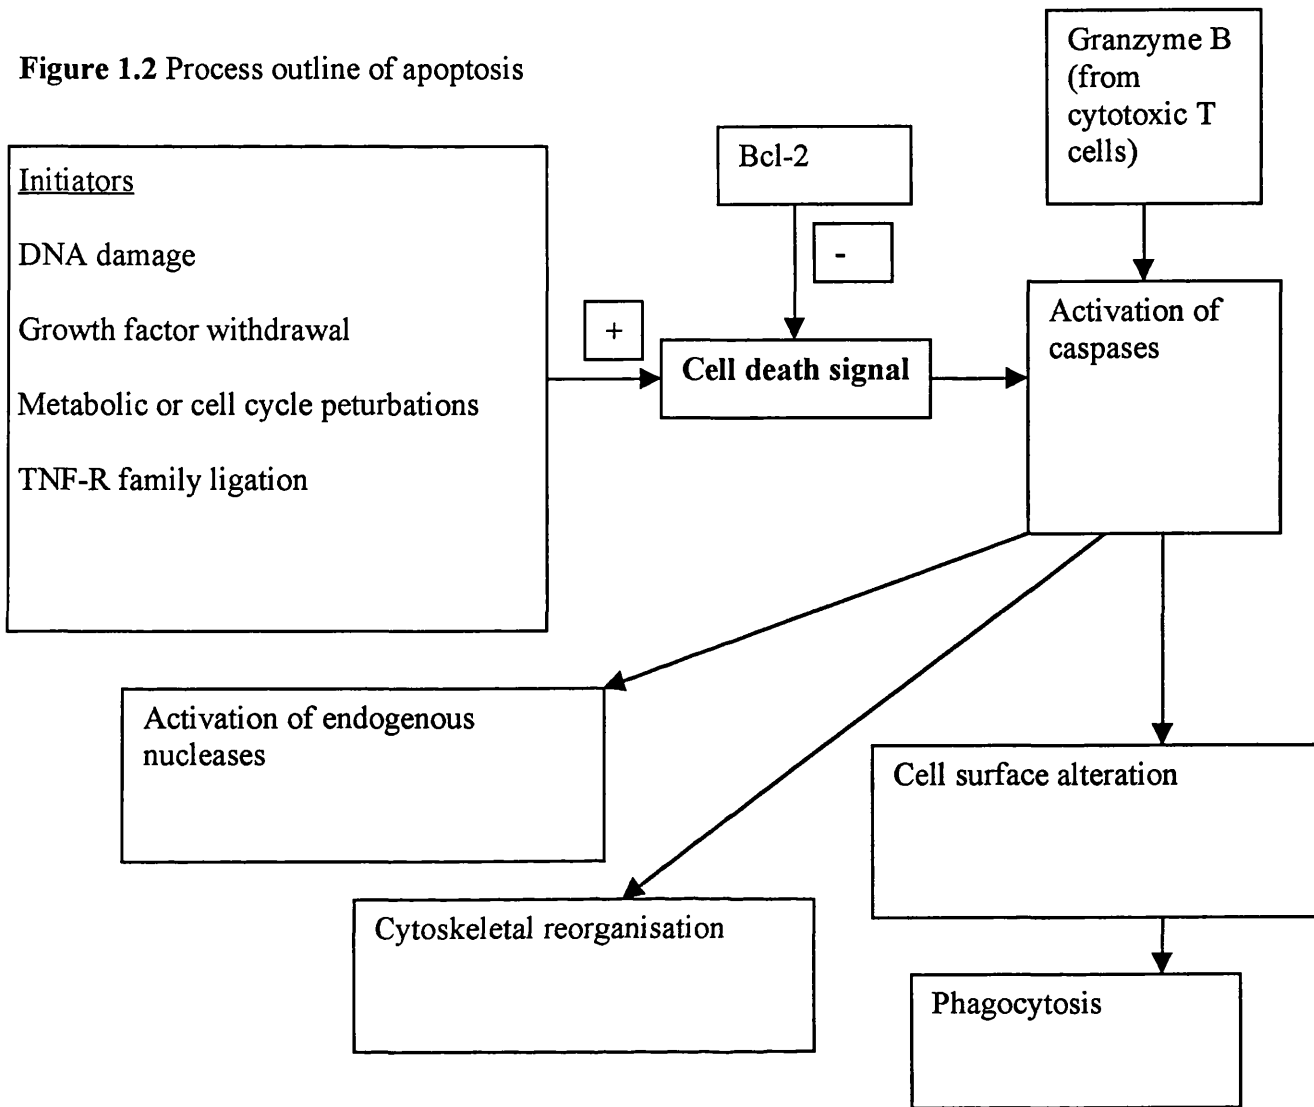 Figure 1.2 Process outline of apoptosis
Initiators
DNA damage
Growth factor withdrawal
Metabolic or cell cycle peturbations
TNF-R family ligation
+
Bcl-2
-
Cell death signal
Granzyme B
(from
cytotoxic T
cells)
Activation of
caspases
Activation of endogenous
nucleases
Cytoskeletal reorganisation
Cell surface alteration
Phagocytosis